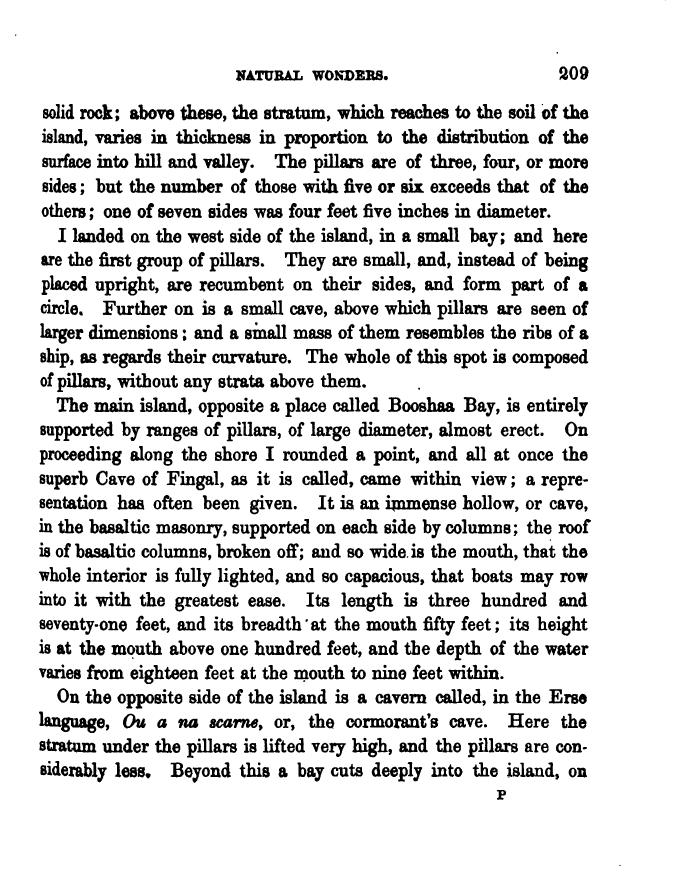 NATURAL WONDERS. 209
solid rock; above these, the stratum, which reaches to the soil of the
island, varies in thickness in proportion to the distribution of the
surface into hill and valley. The pillars are of three, four, or more
sides; but the number of those with five or six exceeds that of the
others; one of seven sides was four feet five inches in diameter.
I landed on the west side of the island, in a small bay; and here
are the first group of pillars. They are small, and, instead of being
placed upright, are recumbent on their sides, and form part of a
circle. Further on is a small cave, above which pillars are seen of
larger dimensions; and a small mass of them resembles the ribs of a
ship, as regards their curvature. The whole of this spot is composed
of pillars, without any strata above them.
The main island, opposite a place called Booshaa Bay, is entirely
supported by ranges of pillars, of large diameter, almost erect. On
proceeding along the shore I rounded a point, and all at once the
superb Cave of Fingal, as it is called, came within view; a repre-
sentation has often been given. It is an immense hollow, or cave,
in the basaltic masonry, supported on each side by columns; the roof
is of basaltic columns, broken off; and so wide is the mouth, that the
whole interior is fully lighted, and so capacious, that boats may row
into it with the greatest ease. Its length is three hundred and
seventy-one feet, and its breadth at the mouth fifty feet; its height
is at the mouth above one hundred feet, and the depth of the water
varies from eighteen feet at the mouth to nine feet within.
On the opposite side of the island is a cavern called, in the Erse
language, Ou a na scarne, or, the cormorant's cave. Here the
stratum under the pillars is lifted very high, and the pillars are con-
siderably less. Beyond this a bay cuts deeply into the island, on
P